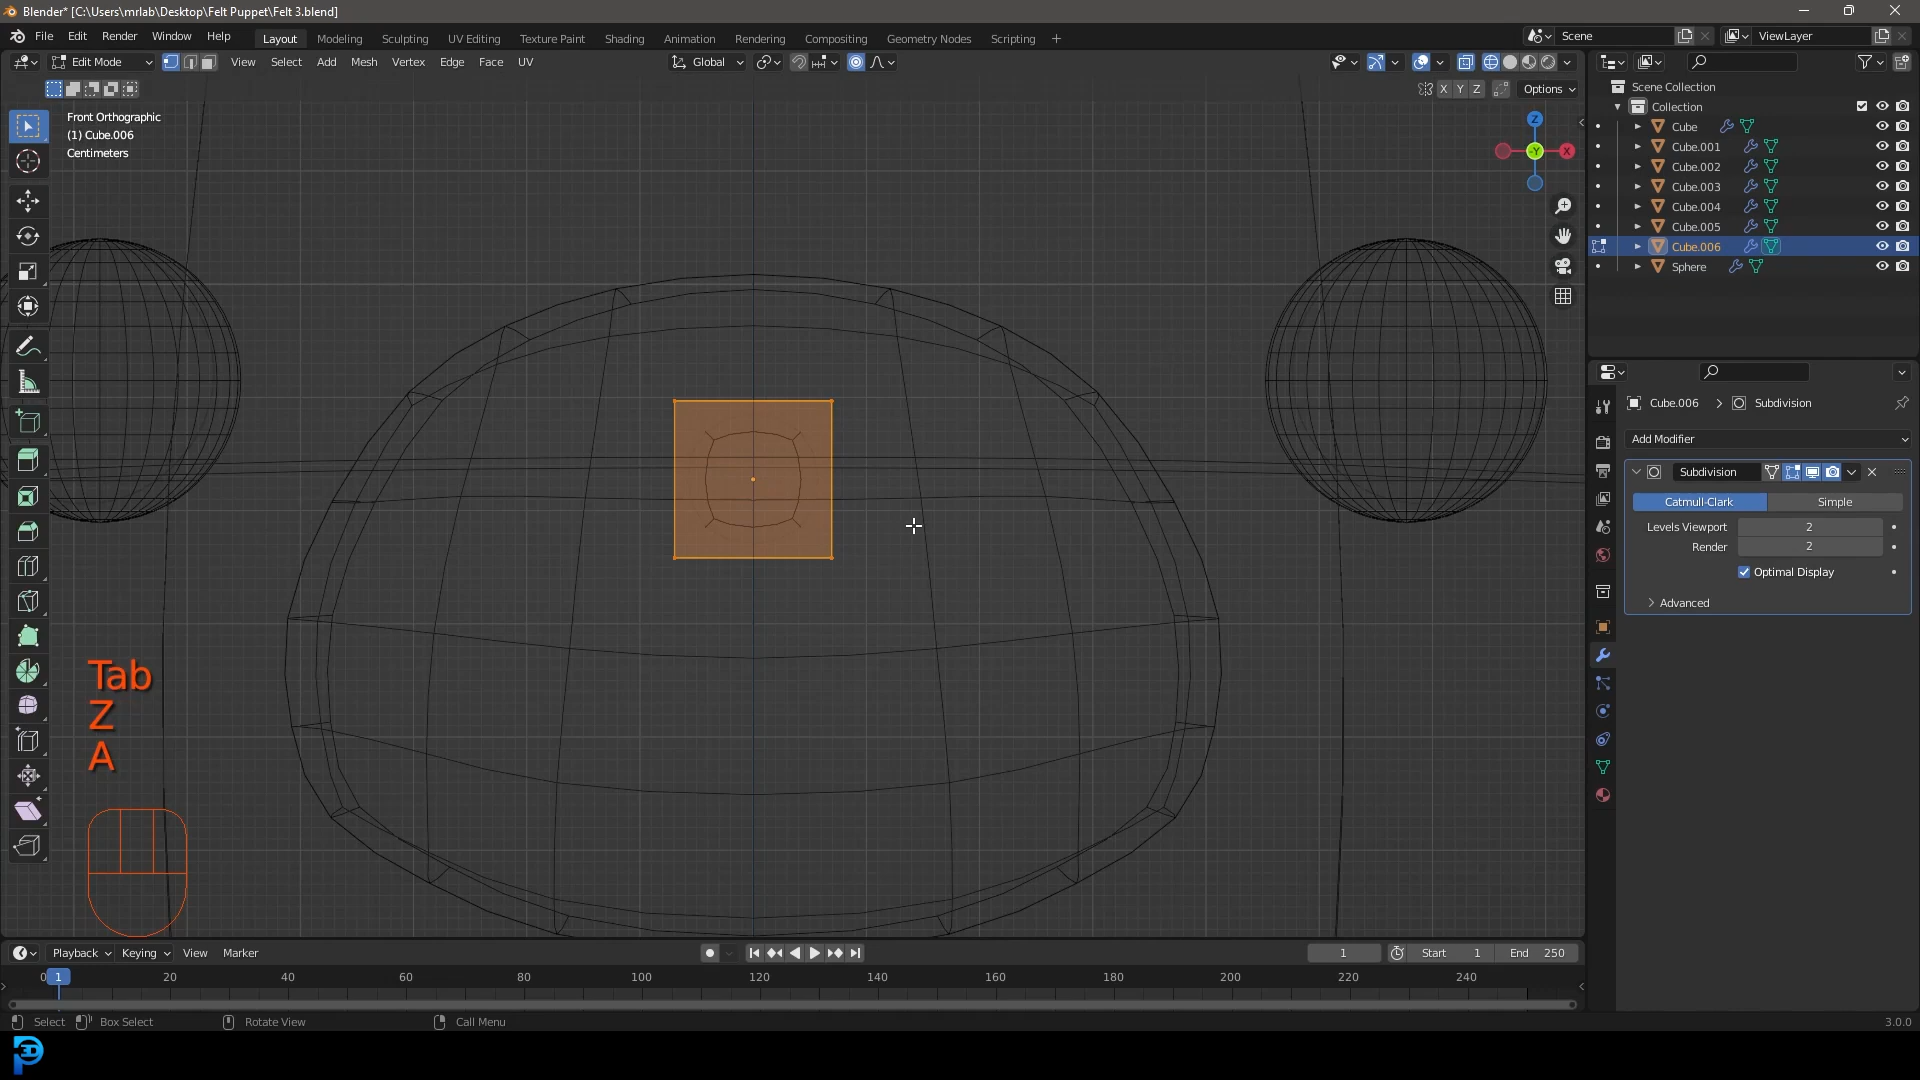 Blender* [C:\Users\mrlab\Desktop\Felt Puppet\Felt 3.blend]
File Edit Render Window Help Layout Modeling Sculpting UV Editing Texture Paint Shading Animation Rendering Compositing Geometry Nodes Scripting + Scene ViewLayer
Edit Mode View Select Add Mesh Vertex Edge Face UV Global
X Y Z Options
Front Orthographic
(1) Cube.006
Centimeters
Z
-Y
X
Scene Collection
Collection
Cube
Cube.001
Cube.002
Cube.003
Cube.004
Cube.005
Cube.006
Sphere
Cube.006 > Subdivision
Add Modifier
Subdivision
Catmull-Clark Simple
Levels Viewport 2
Render 2
Optimal Display
Advanced
Tab
Z
A
Playback Keying View Marker 1 Start 1 End 250
0 1 20 40 60 80 100 120 140 160 180 200 220 240
Select Box Select Rotate View Call Menu 3.0.0
3D